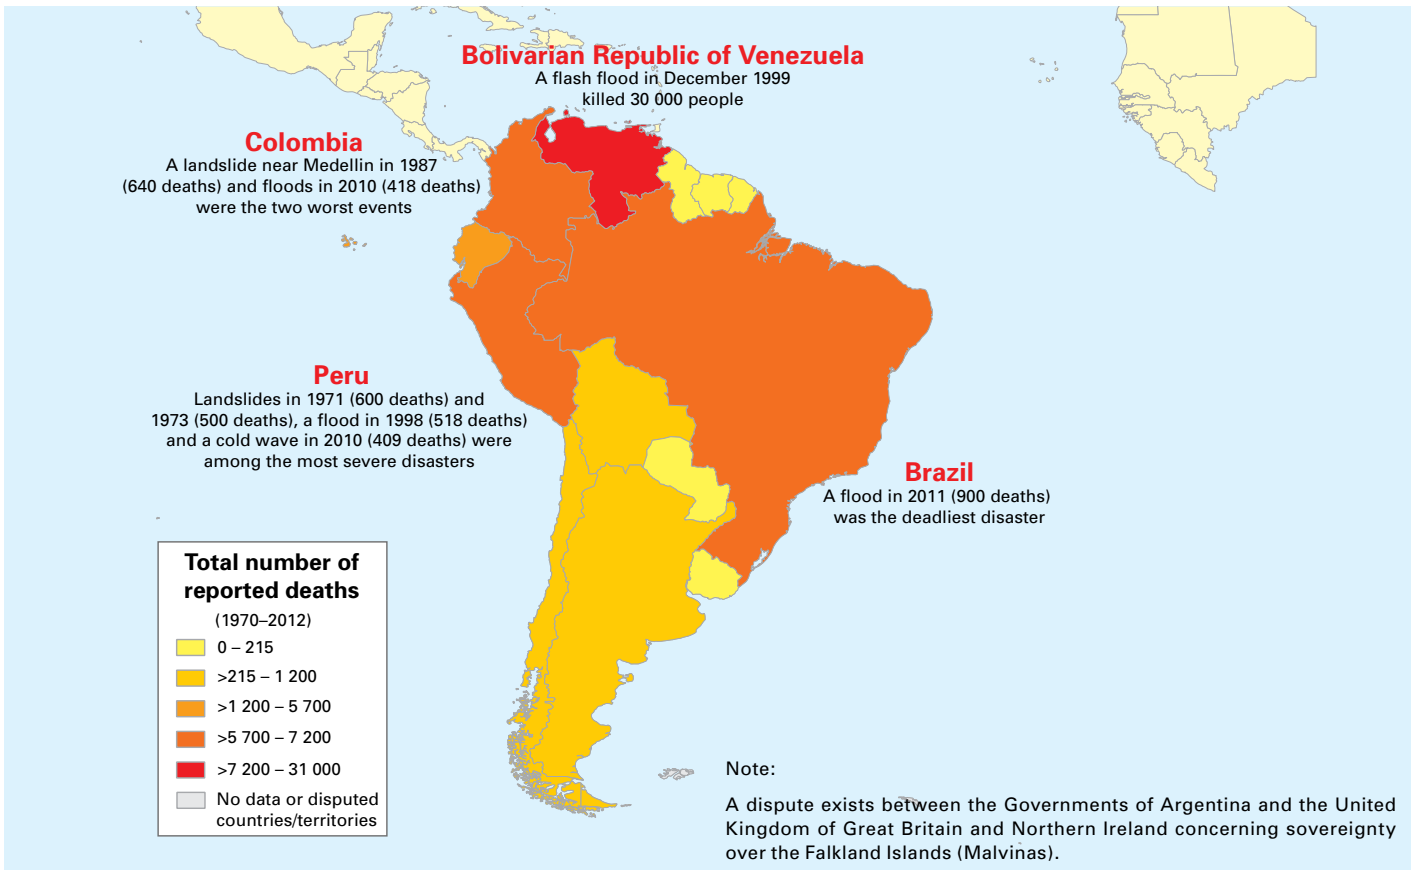 Bolivarian Republic of Venezuela
A flash flood in December 1999
killed 30 000 people
Colombia
A landslide near Medellin in 1987
(640 deaths) and floods in 2010 (418 deaths)
were the two worst events
Peru
Landslides in 1971 (600 deaths) and
1973 (500 deaths), a flood in 1998 (518 deaths)
and a cold wave in 2010 (409 deaths) were
among the most severe disasters
Brazil
A flood in 2011 (900 deaths)
was the deadliest disaster
Total number of
reported deaths
(1970–2012)
0 – 215
>215 – 1 200
>1 200 – 5 700
>5 700 – 7 200
>7 200 – 31 000
No data or disputed
countries/territories
Note:
A dispute exists between the Governments of Argentina and the United
Kingdom of Great Britain and Northern Ireland concerning sovereignty
over the Falkland Islands (Malvinas).